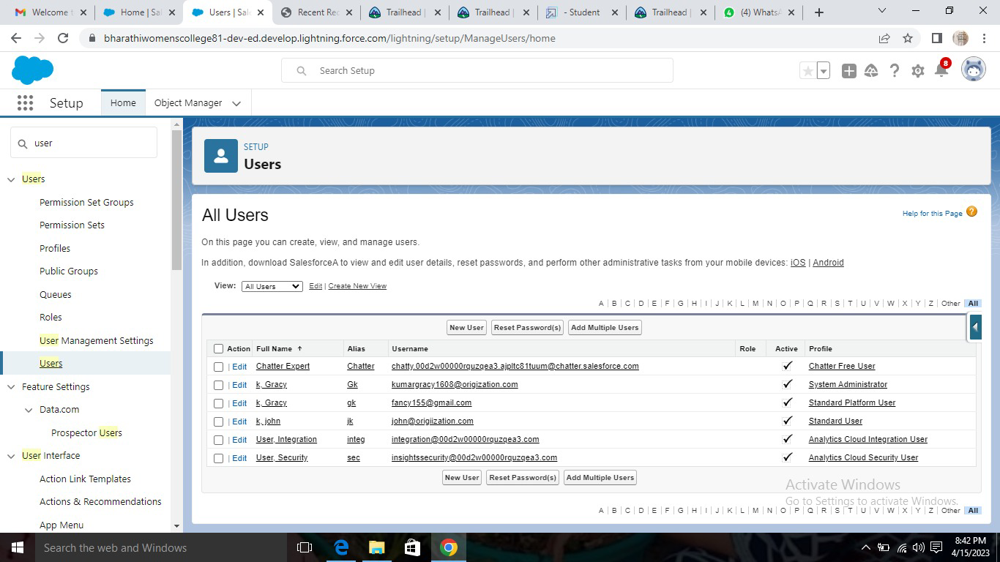 Welcome t
Home | Sal
Users | Sale
Recent Rec
Trailhead |
Trailhead |
- Student
Trailhead |
(4) WhatsA
bharathiwomenscollege81-dev-ed.develop.lightning.force.com/lightning/setup/ManageUsers/home
Search Setup
8
Setup
Home
Object Manager
user
Users
Permission Set Groups
Permission Sets
Profiles
Public Groups
Queues
Roles
User Management Settings
Users
Feature Settings
Data.com
Prospector Users
User Interface
Action Link Templates
Actions & Recommendations
App Menu
SETUP
Users
All Users
Help for this Page ?
On this page you can create, view, and manage users.
In addition, download SalesforceA to view and edit user details, reset passwords, and perform other administrative tasks from your mobile devices: iOS | Android
View: All Users Edit | Create New View
A | B | C | D | E | F | G | H | I | J | K | L | M | N | O | P | Q | R | S | T | U | V | W | X | Y | Z | Other | All
New User Reset Password(s) Add Multiple Users
Action Full Name Alias Username Role Active Profile
| Edit Chatter Expert Chatter chatty.00d2w00000rquzqea3.ajpltc81tuum@chatter.salesforce.com Chatter Free User
| Edit k, Gracy Gk kumargracy1608@origization.com System Administrator
| Edit k, Gracy gk fancy155@gmail.com Standard Platform User
| Edit k, john jk john@origiization.com Standard User
| Edit User, Integration integ integration@00d2w00000rquzqea3.com Analytics Cloud Integration User
| Edit User, Security sec insightssecurity@00d2w00000rquzqea3.com Analytics Cloud Security User
New User Reset Password(s) Add Multiple Users
Activate Windows
Go to Settings to activate Windows.
A | B | C | D | E | F | G | H | I | J | K | L | M | N | O | P | Q | R | S | T | U | V | W | X | Y | Z | Other | All
Search the web and Windows
8:42 PM
4/15/2023